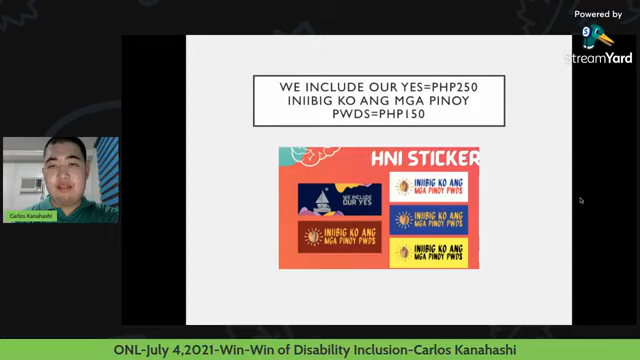 Powered by
StreamYard
WE INCLUDE OUR YES=PHP250
INIIBIG KO ANG MGA PINOY
PWDS=PHP150
HNI STICKER
WE INCLUDE
OUR YES
INIIBIG KO ANG
MGA PINOY PWDS
INIIBIG KO ANG
MGA PINOY PWDS
INIIBIG KO ANG
MGA PINOY PWDS
INIIBIG KO ANG
MGA PINOY PWDS
Carlos Kanahashi
ONL-July 4,2021-Win-Win of Disability Inclusion-Carlos Kanahashi